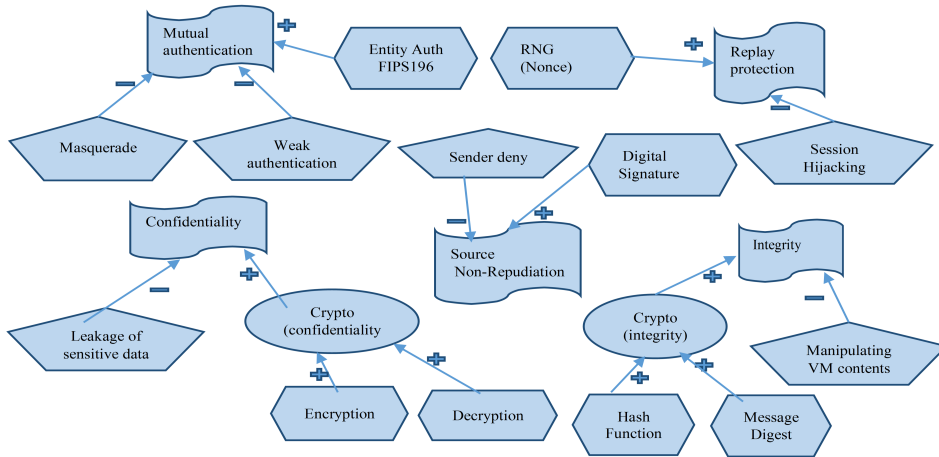 Mutual
authentication
Entity Auth
FIPS196
RNG
(Nonce)
Replay
protection
Masquerade
Weak
authentication
Sender deny
Digital
Signature
Session
Hijacking
Confidentiality
Source
Non-Repudiation
Integrity
Leakage of
sensitive data
Crypto
(confidentiality
Crypto
(integrity)
Manipulating
VM contents
Encryption
Decryption
Hash
Function
Message
Digest